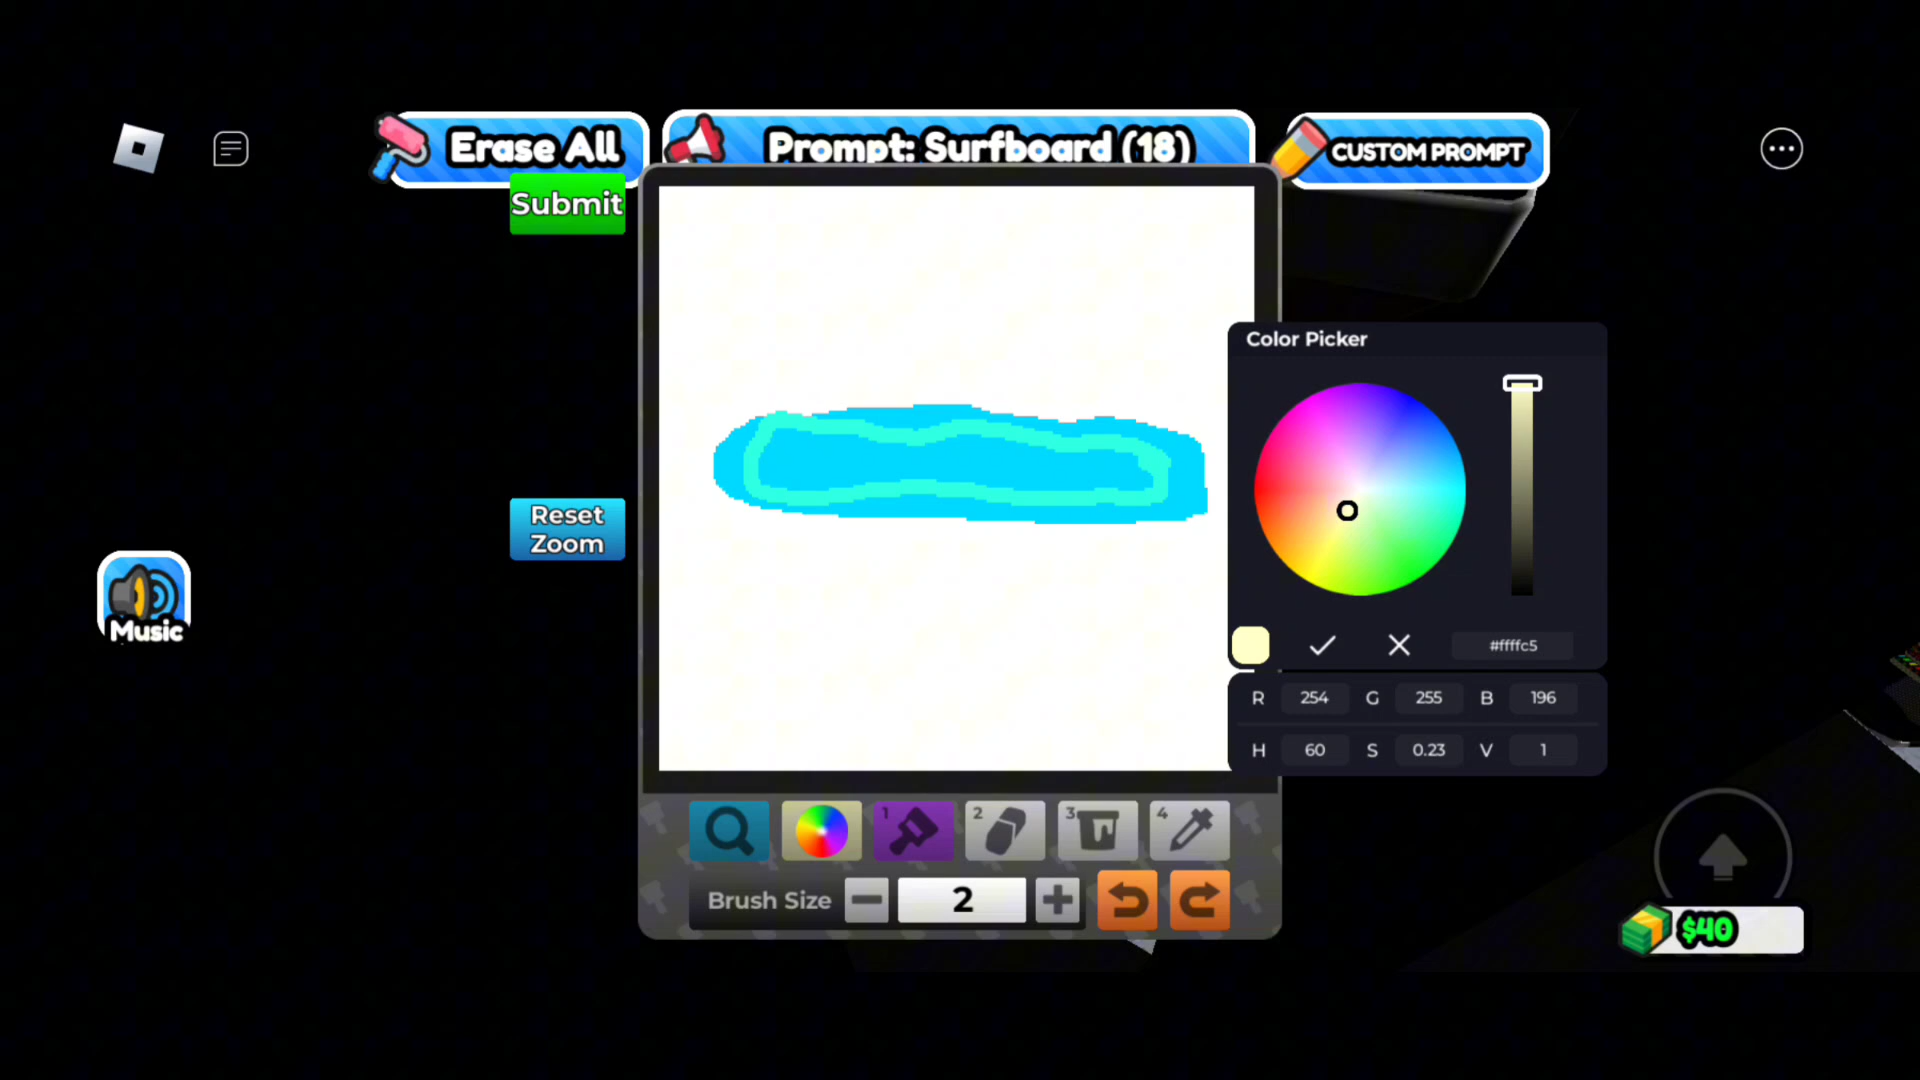 Erase All
Prompt: Surfboard (18)
CUSTOM PROMPT
Submit
Color Picker
Reset
Zoom
Music
#ffffc5
R 254 G 255 B 196
H 60 S 0.23 V 1
1 2 3 4
Brush Size 2
$40